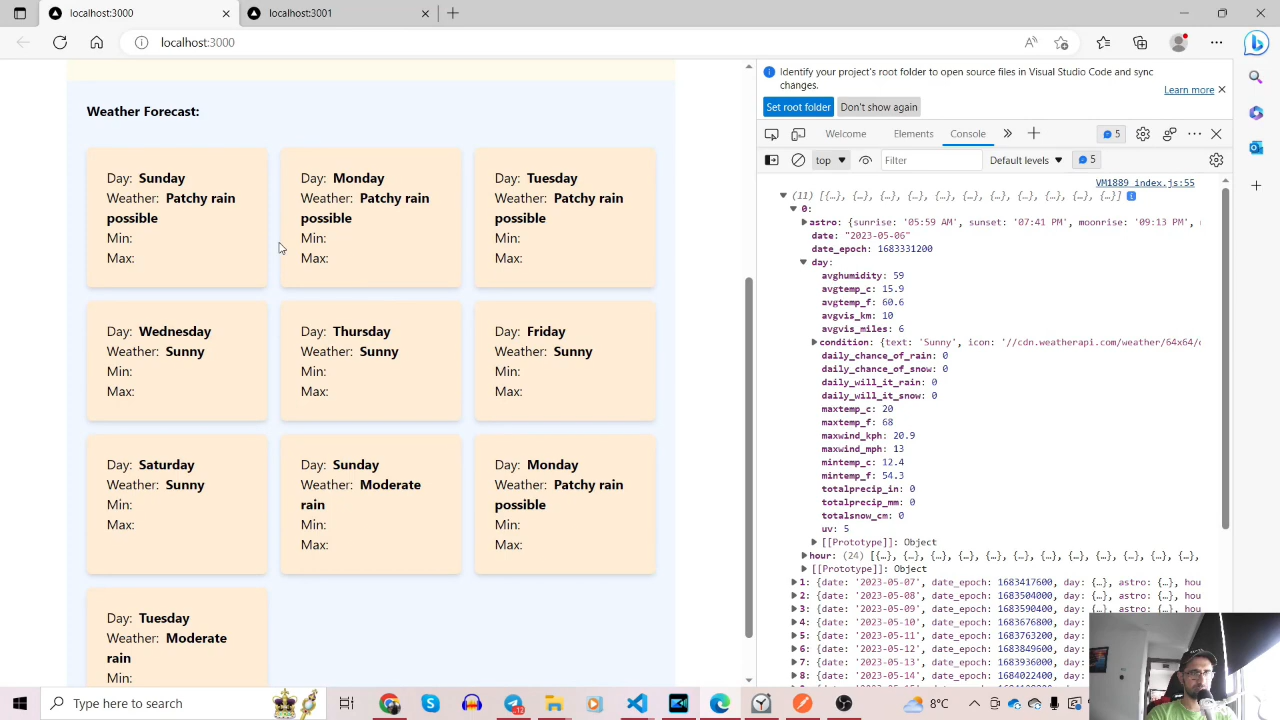 localhost:3000
localhost:3001
localhost:3000
Weather Forecast:
Day: Sunday
Weather: Patchy rain
possible
Min:
Max:
Day: Monday
Weather: Patchy rain
possible
Min:
Max:
Day: Tuesday
Weather: Patchy rain
possible
Min:
Max:
Day: Wednesday
Weather: Sunny
Min:
Max:
Day: Thursday
Weather: Sunny
Min:
Max:
Day: Friday
Weather: Sunny
Min:
Max:
Day: Saturday
Weather: Sunny
Min:
Max:
Day: Sunday
Weather: Moderate
rain
Min:
Max:
Day: Monday
Weather: Patchy rain
possible
Min:
Max:
Day: Tuesday
Weather: Moderate
rain
Min:
Identify your project's root folder to open source files in Visual Studio Code and sync
changes.
Learn more
Set root folder
Don't show again
Welcome
Elements
Console
5
top
Filter
Default levels
5
VM1889 index.js:55
(11) [{…}, {…}, {…}, {…}, {…}, {…}, {…}, {…}, {…}, {…}, {…}]
0:
astro: {sunrise: '05:59 AM', sunset: '07:41 PM', moonrise: '09:13 PM',
date: "2023-05-06"
date_epoch: 1683331200
day:
avghumidity: 59
avgtemp_c: 15.9
avgtemp_f: 60.6
avgvis_km: 10
avgvis_miles: 6
condition: {text: 'Sunny', icon: '//cdn.weatherapi.com/weather/64x64/
daily_chance_of_rain: 0
daily_chance_of_snow: 0
daily_will_it_rain: 0
daily_will_it_snow: 0
maxtemp_c: 20
maxtemp_f: 68
maxwind_kph: 20.9
maxwind_mph: 13
mintemp_c: 12.4
mintemp_f: 54.3
totalprecip_in: 0
totalprecip_mm: 0
totalsnow_cm: 0
uv: 5
[[Prototype]]: Object
hour: (24) [{…}, {…}, {…}, {…}, {…}, {…}, {…}, {…}, {…}, {…}, {…},
[[Prototype]]: Object
1: {date: '2023-05-07', date_epoch: 1683417600, day: {…}, astro: {…}, hou
2: {date: '2023-05-08', date_epoch: 1683504000, day: {…}, astro: {…}, hou
3: {date: '2023-05-09', date_epoch: 1683590400, day: {…}, astro: {…}, hou
4: {date: '2023-05-10', date_epoch: 1683676800, day: {…}, astro: {…}, hou
5: {date: '2023-05-11', date_epoch: 1683763200, day:
6: {date: '2023-05-12', date_epoch: 1683849600, day:
7: {date: '2023-05-13', date_epoch: 1683936000, day:
8: {date: '2023-05-14', date_epoch: 1684022400, day:
Type here to search
12
8°C